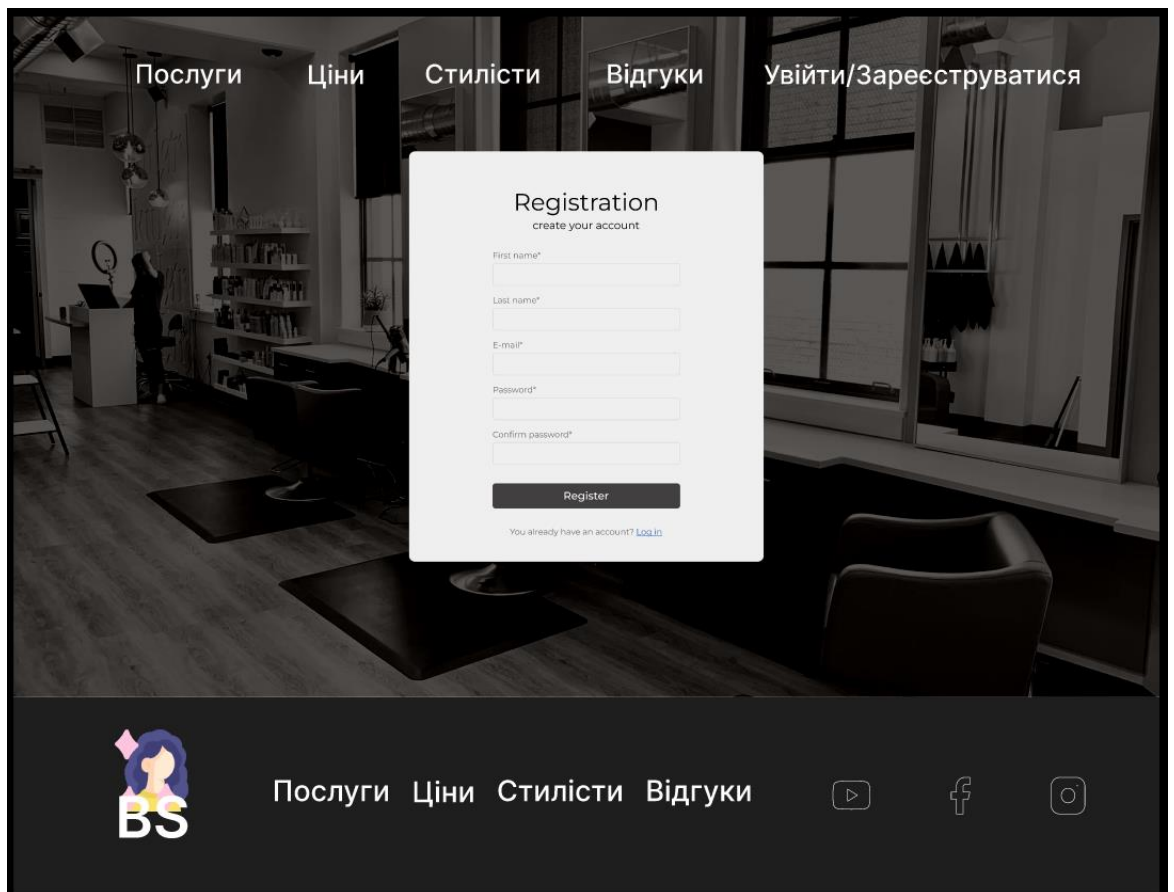 Послуги Ціни Стилісти Відгуки Увійти/Зареєструватися
Registration
create your account
First name*
Last name*
E-mail*
Password*
Confirm password*
Register
You already have an account? Log in
BS
Послуги Ціни Стилісти Відгуки